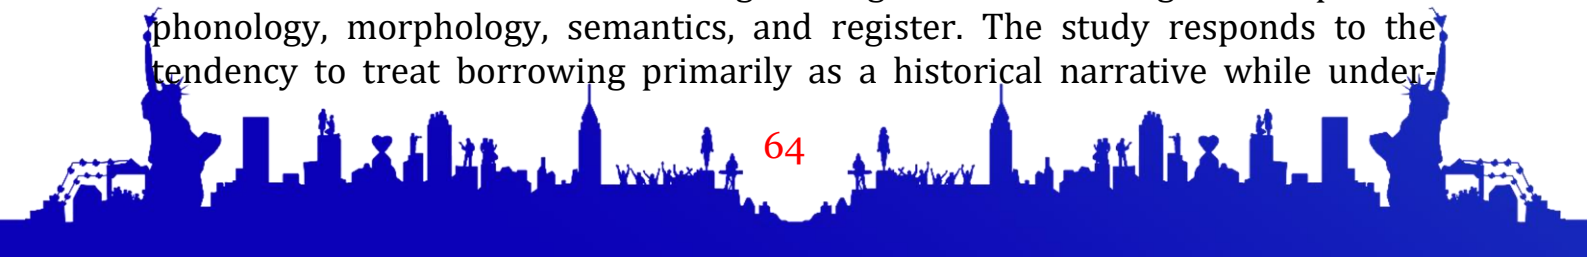 phonology, morphology, semantics, and register. The study responds to the
tendency to treat borrowing primarily as a historical narrative while under-
64